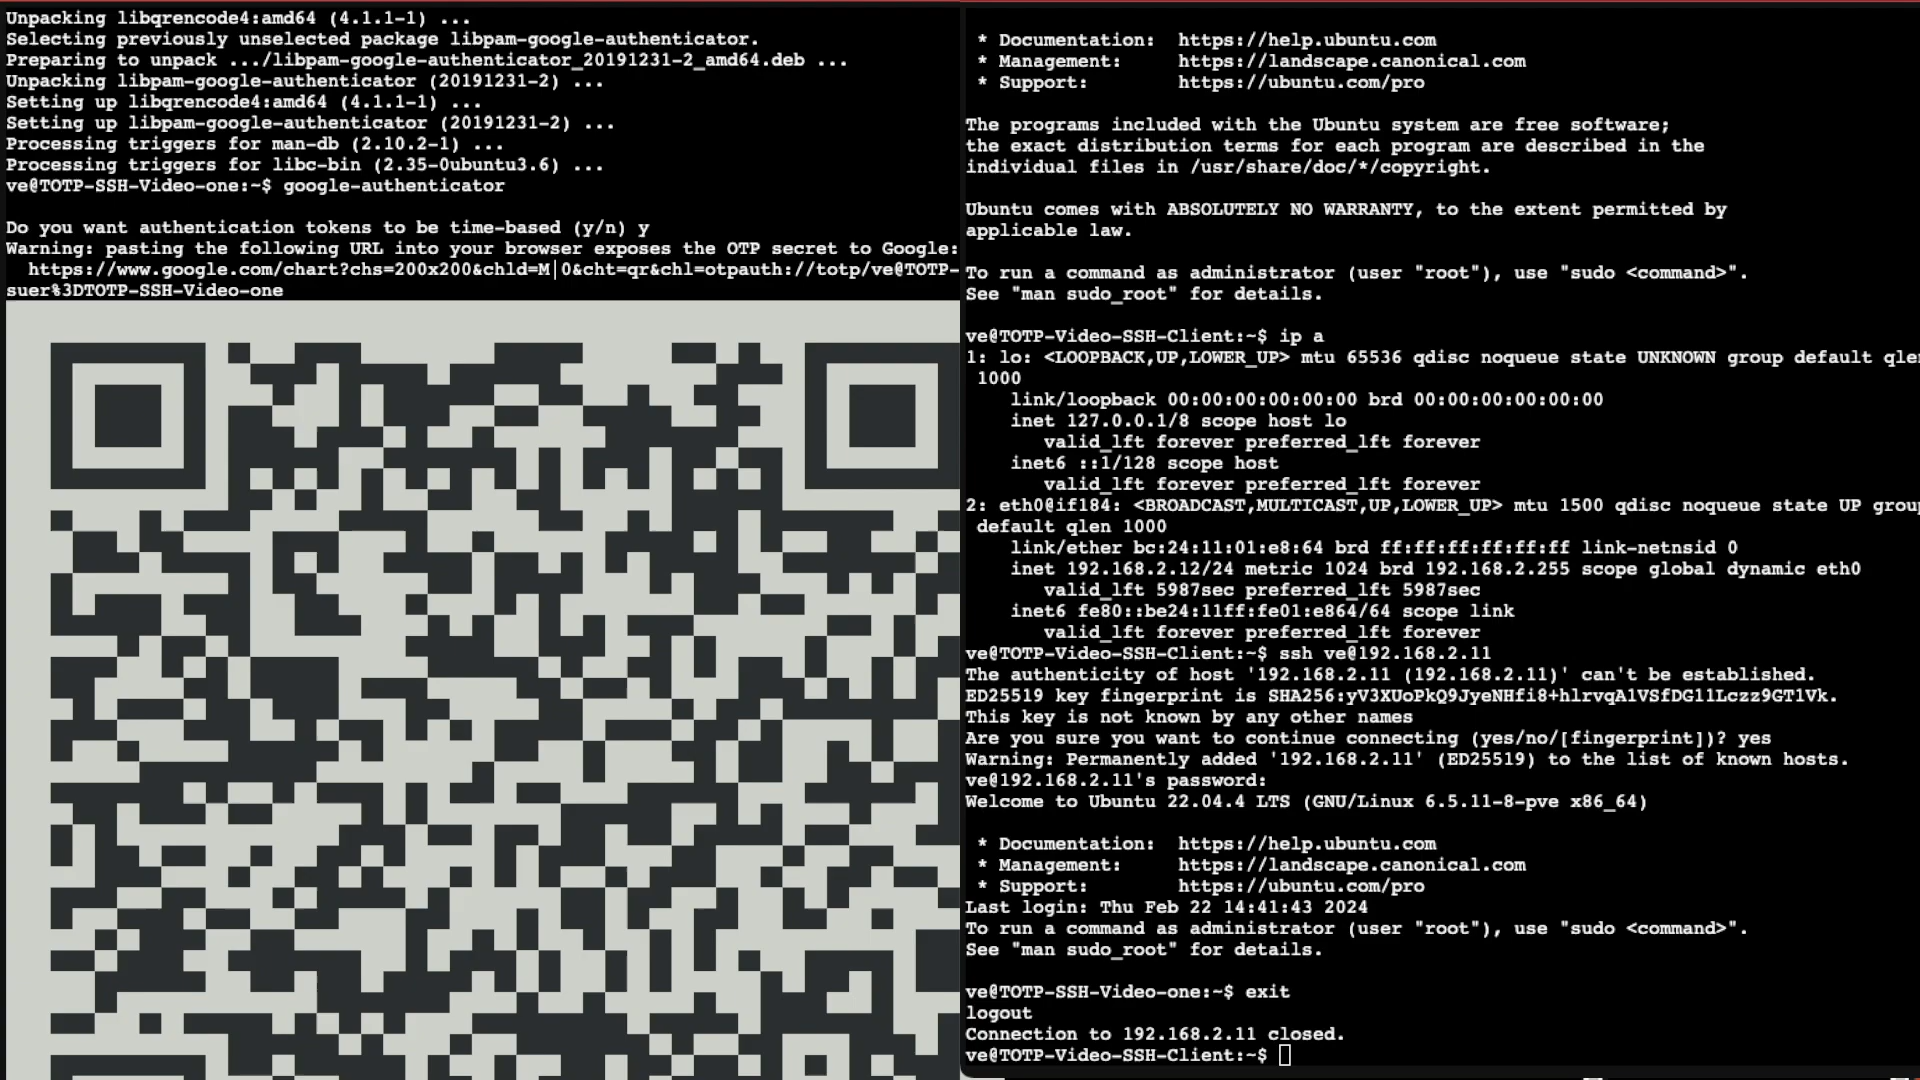 Unpacking libqrencode4:amd64 (4.1.1-1) ...
Selecting previously unselected package libpam-google-authenticator.
Preparing to unpack .../libpam-google-authenticator_20191231-2_amd64.deb ...
Unpacking libpam-google-authenticator (20191231-2) ...
Setting up libqrencode4:amd64 (4.1.1-1) ...
Setting up libpam-google-authenticator (20191231-2) ...
Processing triggers for man-db (2.10.2-1) ...
Processing triggers for libc-bin (2.35-0ubuntu3.6) ...
ve@TOTP-SSH-Video-one:~$ google-authenticator

Do you want authentication tokens to be time-based (y/n) y
Warning: pasting the following URL into your browser exposes the OTP secret to Google:
  https://www.google.com/chart?chs=200x200&chld=M|0&cht=qr&chl=otpauth://totp/ve@TOTP-
suer%3DTOTP-SSH-Video-one

 * Documentation:  https://help.ubuntu.com
 * Management:     https://landscape.canonical.com
 * Support:        https://ubuntu.com/pro

The programs included with the Ubuntu system are free software;
the exact distribution terms for each program are described in the
individual files in /usr/share/doc/*/copyright.

Ubuntu comes with ABSOLUTELY NO WARRANTY, to the extent permitted by
applicable law.

To run a command as administrator (user "root"), use "sudo <command>".
See "man sudo_root" for details.

ve@TOTP-Video-SSH-Client:~$ ip a
1: lo: <LOOPBACK,UP,LOWER_UP> mtu 65536 qdisc noqueue state UNKNOWN group default qlen
 1000
    link/loopback 00:00:00:00:00:00 brd 00:00:00:00:00:00
    inet 127.0.0.1/8 scope host lo
       valid_lft forever preferred_lft forever
    inet6 ::1/128 scope host
       valid_lft forever preferred_lft forever
2: eth0@if184: <BROADCAST,MULTICAST,UP,LOWER_UP> mtu 1500 qdisc noqueue state UP group
 default qlen 1000
    link/ether bc:24:11:01:e8:64 brd ff:ff:ff:ff:ff:ff link-netnsid 0
    inet 192.168.2.12/24 metric 1024 brd 192.168.2.255 scope global dynamic eth0
       valid_lft 5987sec preferred_lft 5987sec
    inet6 fe80::be24:11ff:fe01:e864/64 scope link
       valid_lft forever preferred_lft forever
ve@TOTP-Video-SSH-Client:~$ ssh ve@192.168.2.11
The authenticity of host '192.168.2.11 (192.168.2.11)' can't be established.
ED25519 key fingerprint is SHA256:yV3XUoPkQ9JyeNHfi8+hlrvqA1VSfDG11Lczz9GT1Vk.
This key is not known by any other names
Are you sure you want to continue connecting (yes/no/[fingerprint])? yes
Warning: Permanently added '192.168.2.11' (ED25519) to the list of known hosts.
ve@192.168.2.11's password:
Welcome to Ubuntu 22.04.4 LTS (GNU/Linux 6.5.11-8-pve x86_64)

 * Documentation:  https://help.ubuntu.com
 * Management:     https://landscape.canonical.com
 * Support:        https://ubuntu.com/pro
Last login: Thu Feb 22 14:41:43 2024
To run a command as administrator (user "root"), use "sudo <command>".
See "man sudo_root" for details.

ve@TOTP-SSH-Video-one:~$ exit
logout
Connection to 192.168.2.11 closed.
ve@TOTP-Video-SSH-Client:~$